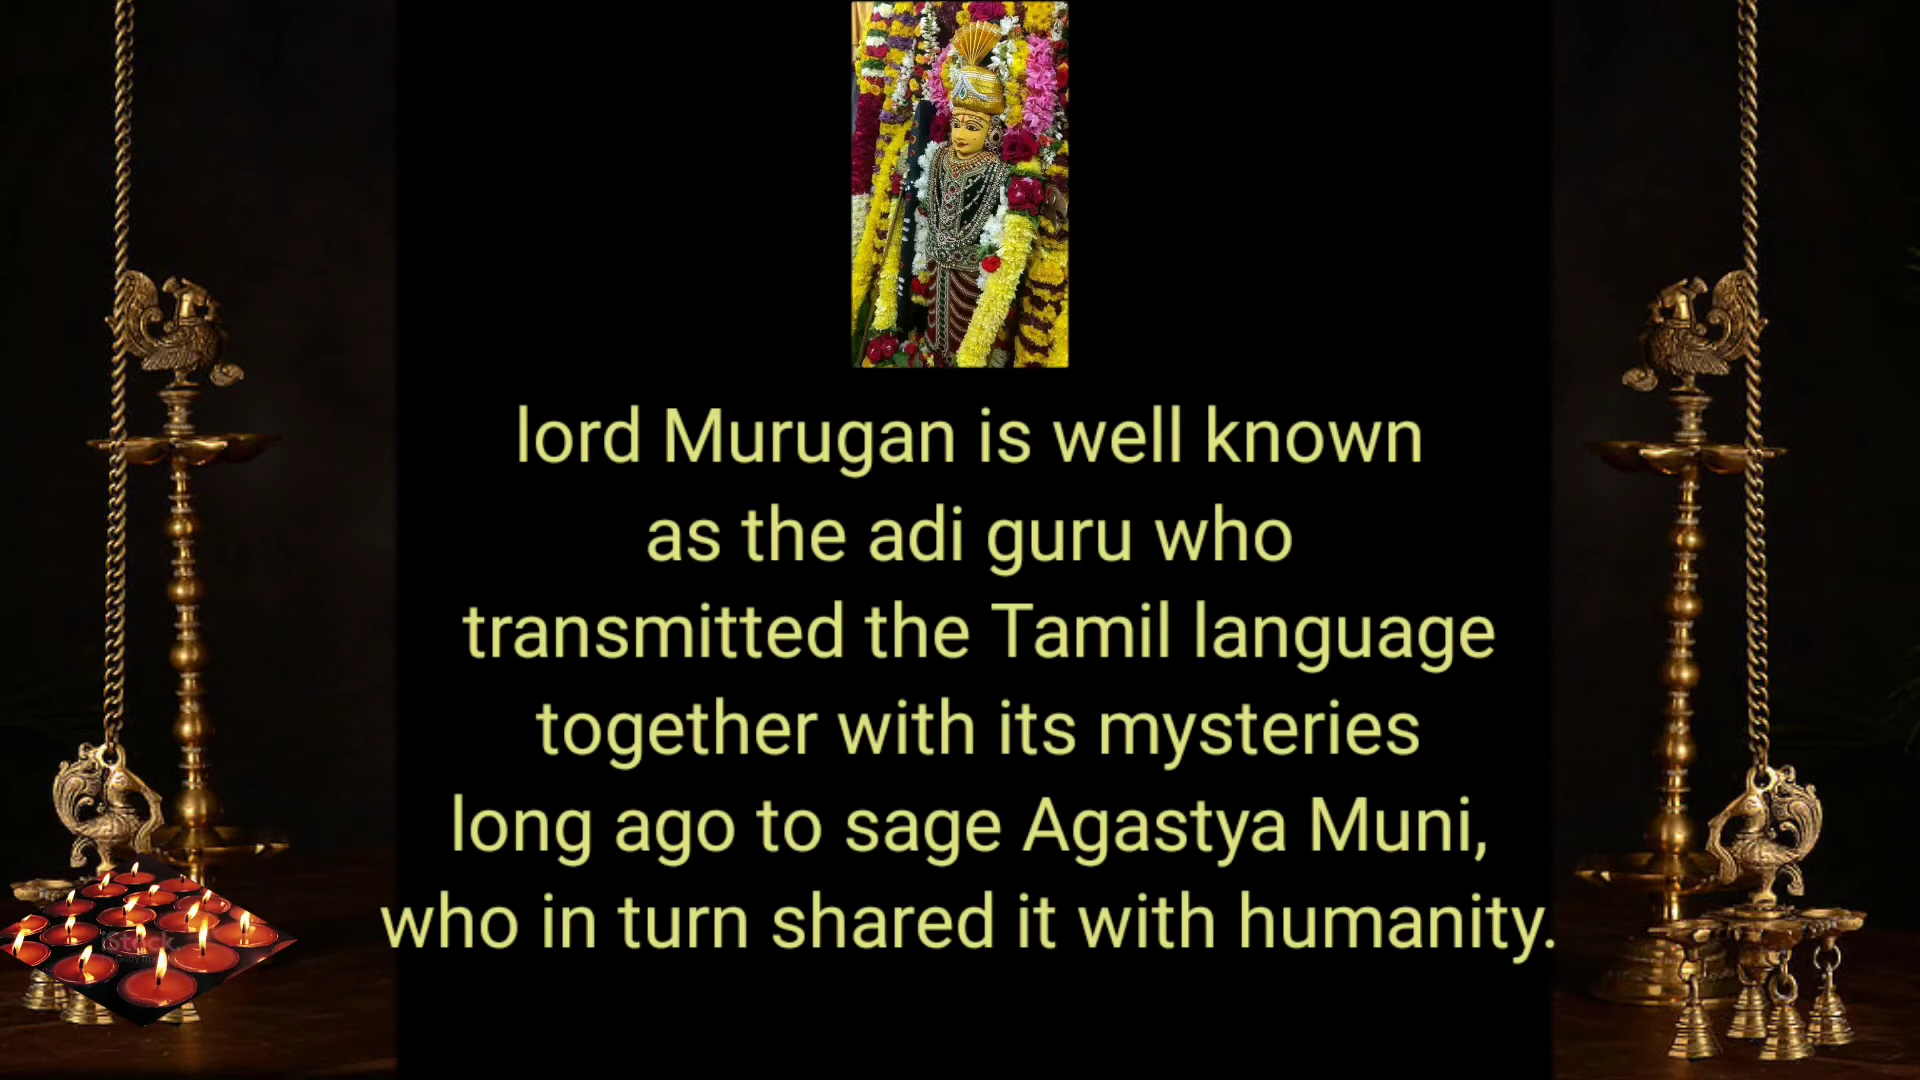 lord Murugan is well known
as the adi guru who
transmitted the Tamil language
together with its mysteries
long ago to sage Agastya Muni,
who in turn shared it with humanity.
iStock